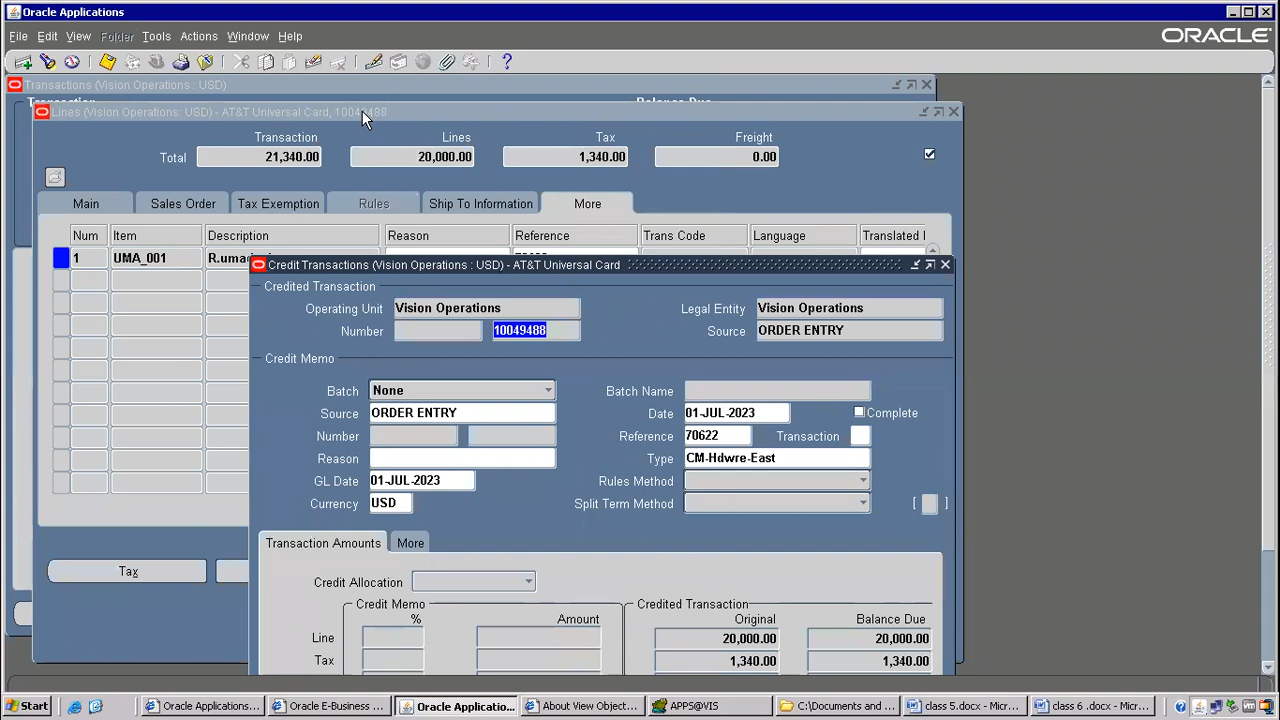 Oracle Applications
File Edit View Folder Tools Actions Window Help
ORACLE
Transactions (Vision Operations : USD)
Lines (Vision Operations: USD) - AT&T Universal Card, 10049488
Transaction Lines Tax Freight
Total 21,340.00 20,000.00 1,340.00 0.00
Main Sales Order Tax Exemption Rules Ship To Information More
Num Item Description Reason Reference Trans Code Language Translated
1 UMA_001
Credit Transactions (Vision Operations : USD) - AT&T Universal Card
Credited Transaction
Operating Unit Vision Operations Legal Entity Vision Operations
Number 10049488 Source ORDER ENTRY
Credit Memo
Batch None Batch Name
Source ORDER ENTRY Date 01-JUL-2023 Complete
Number Reference 70622 Transaction
Reason Type CM-Hdwre-East
GL Date 01-JUL-2023 Rules Method
Currency USD Split Term Method [ ]
Transaction Amounts More
Tax
Credit Allocation
Credit Memo Credited Transaction
% Amount Original Balance Due
Line 20,000.00 20,000.00
Tax 1,340.00 1,340.00
Start Oracle Applications... Oracle E-Business ... Oracle Applicatio... About View Object... APPS@VIS C:\Documents and ... class 5.docx - Micr... class 6 .docx - Micr...